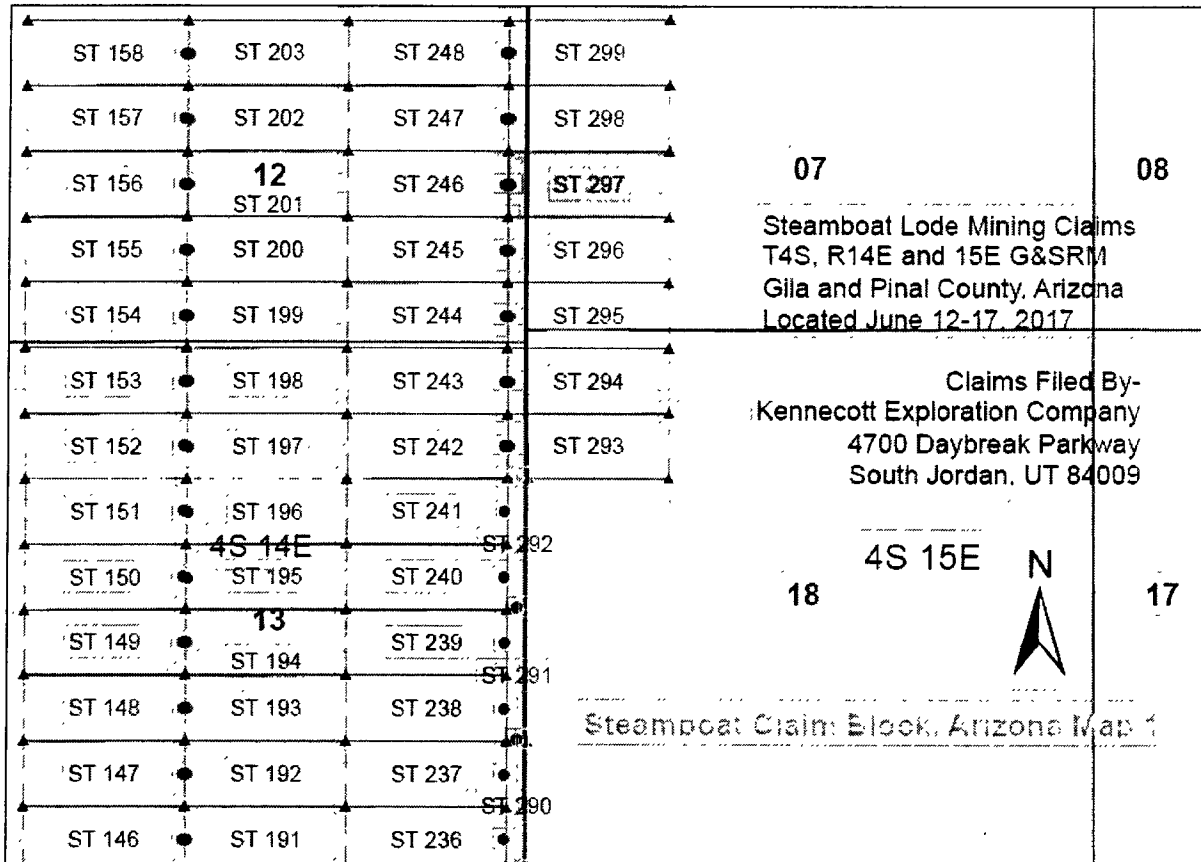 ST 158 ST 203 ST 248 ST 299
ST 157 ST 202 ST 247 ST 298
ST 156 12 ST 246 ST 297 07 08
ST 201
ST 155 ST 200 ST 245 ST 296
ST 154 ST 199 ST 244 ST 295
Steamboat Lode Mining Claims
T4S, R14E and 15E G&SRM
Gila and Pinal County, Arizona
Located June 12-17, 2017
ST 153 ST 198 ST 243 ST 294
ST 152 ST 197 ST 242 ST 293
Claims Filed By-
Kennecott Exploration Company
4700 Daybreak Parkway
South Jordan, UT 84009
ST 151 ST 196 ST 241
4S 14E ST 292 4S 15E N
ST 150 ST 195 ST 240 18 17
13
ST 149 ST 239
ST 194 ST 291
ST 148 ST 193 ST 238
Steamboat Claim Block, Arizona Map 1
ST 147 ST 192 ST 237
ST 290
ST 146 ST 191 ST 236